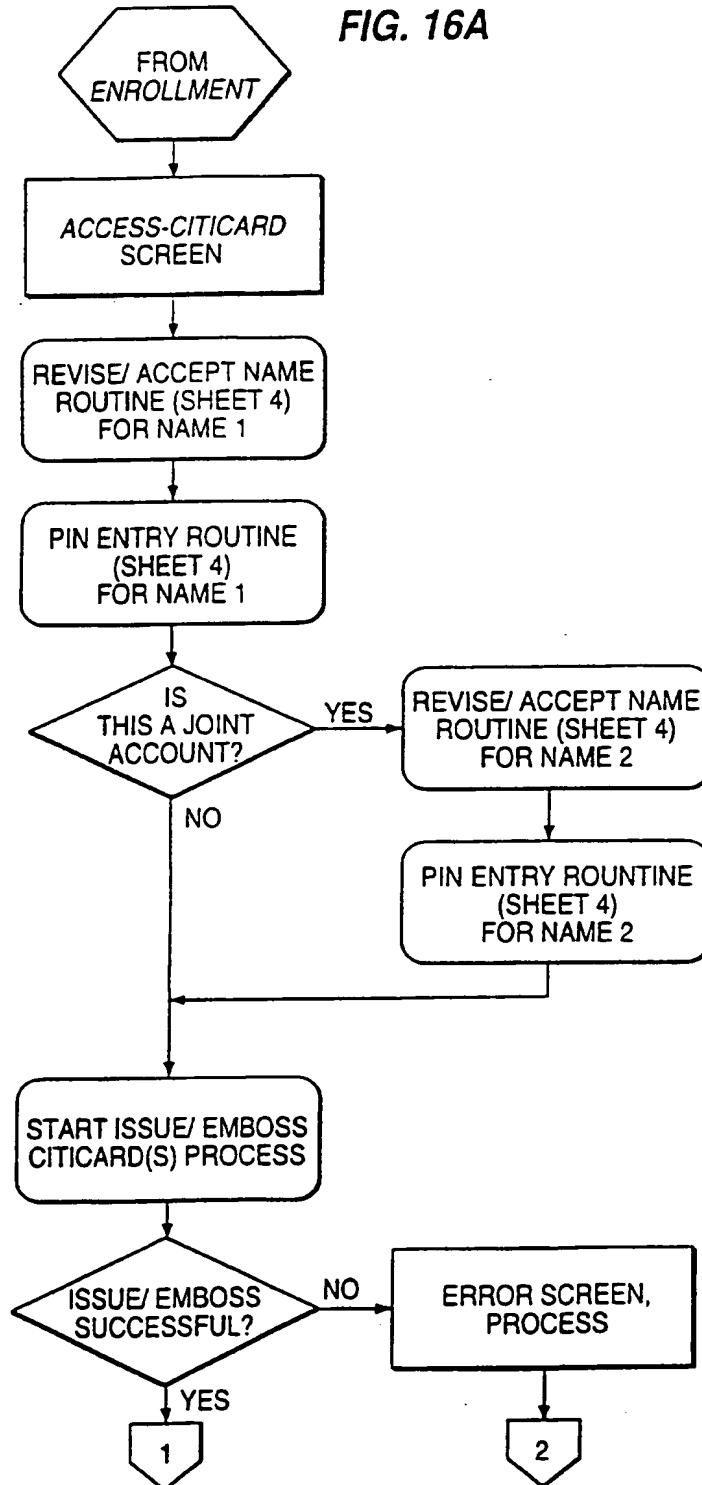 FIG. 16A
FROM
ENROLLMENT
ACCESS-CITICARD
SCREEN
REVISE/ ACCEPT NAME
ROUTINE (SHEET 4)
FOR NAME 1
PIN ENTRY ROUTINE
(SHEET 4)
FOR NAME 1
IS
THIS A JOINT
ACCOUNT?
YES
REVISE/ ACCEPT NAME
ROUTINE (SHEET 4)
FOR NAME 2
NO
PIN ENTRY ROUNTINE
(SHEET 4)
FOR NAME 2
START ISSUE/ EMBOSS
CITICARD(S) PROCESS
ISSUE/ EMBOSS
SUCCESSFUL?
NO
ERROR SCREEN,
PROCESS
YES
1
2